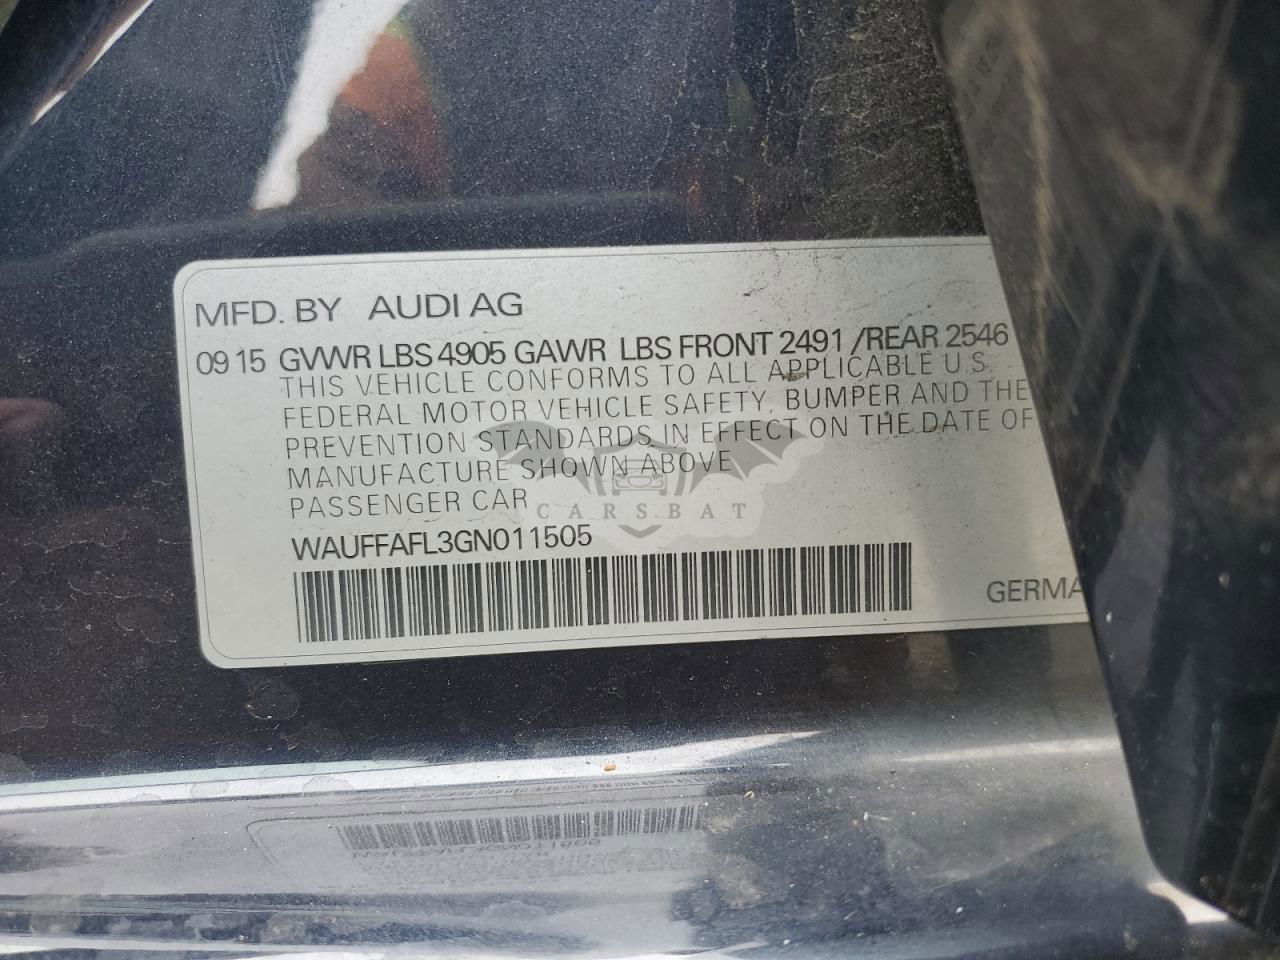 MFD. BY AUDI AG
09 15 GVWR LBS 4905 GAWR LBS FRONT 2491 /REAR 2546
THIS VEHICLE CONFORMS TO ALL APPLICABLE U.S.
FEDERAL MOTOR VEHICLE SAFETY, BUMPER AND THE
PREVENTION STANDARDS IN EFFECT ON THE DATE OF
MANUFACTURE SHOWN ABOVE
PASSENGER CAR
CARSBAT
WAUFFAFL3GN011505
GERMA